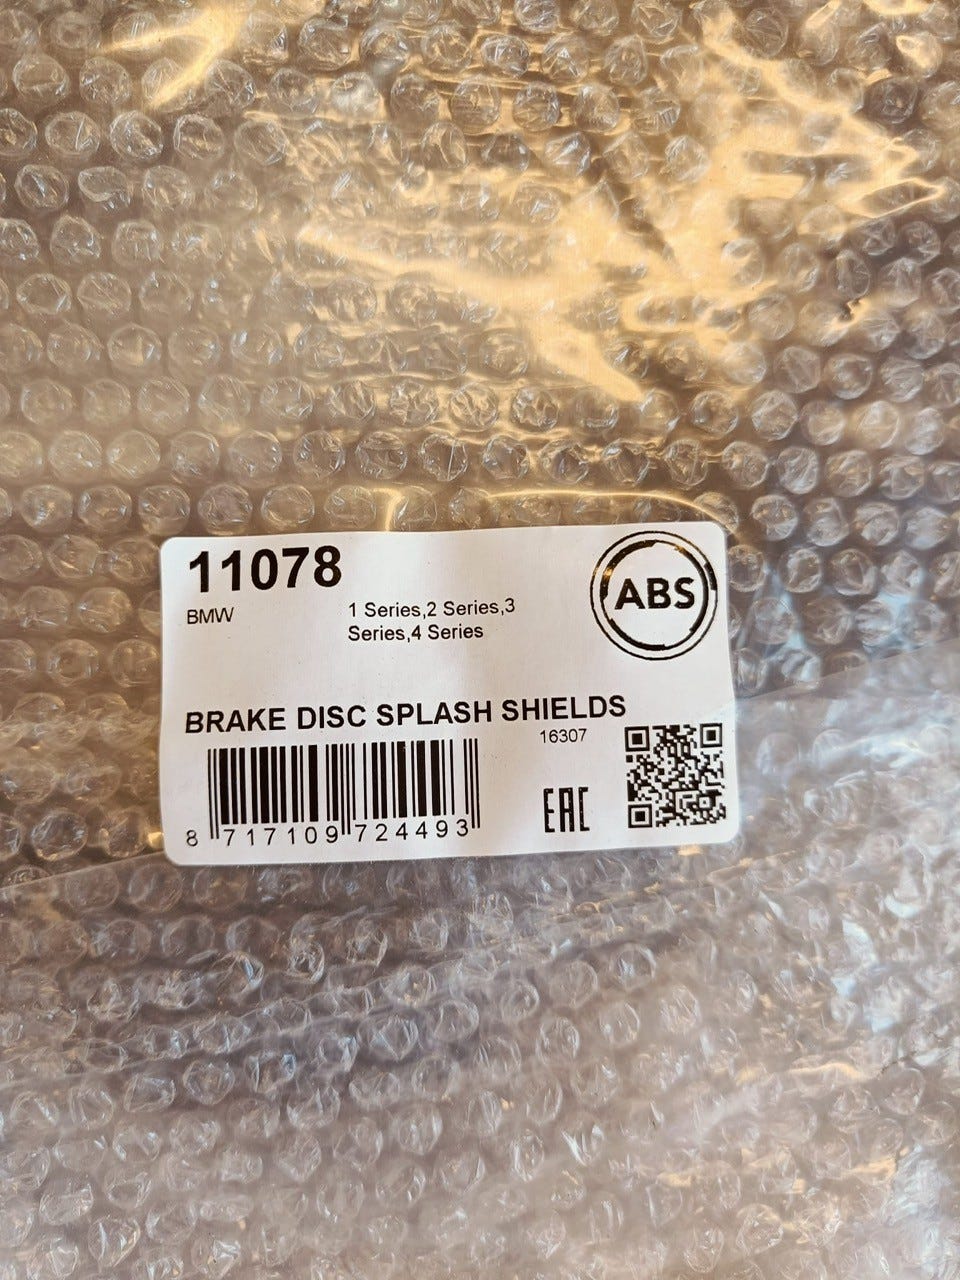 11078
BMW 1 Series,2 Series,3
Series,4 Series
ABS
BRAKE DISC SPLASH SHIELDS
16307
EAC
8 717109 724493